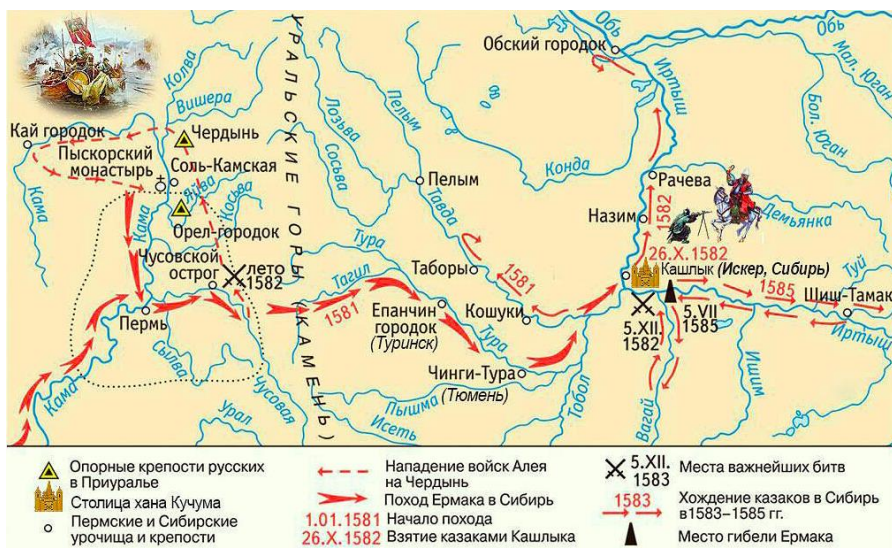 Обь
Обь
Обский городок
Иртыш
Мал. Юган
Бол. Юган
УРАЛЬСКИЕ ГОРЫ (КАМЕНЬ)
Колва
Вишера
Лозьва
Сосьва
Пелым
Конда
Кай городок
Чердынь
Пыскорский
монастырь
Соль-Камская
Яйва
Косьва
Кама
Кама
Орел-городок
Пелым
Тавда
Рачева
Назим
1582
Демьянка
26.X.1582
Чусовской
острог
лето
1582
Тура
Тагил
1581
Таборы
1581
Кашлык (Искер, Сибирь)
Туй
1585
Шиш-Тамак
Пермь
Епанчин
городок
(Туринск)
Кошуки
Тура
5.XII.
1582
5.VII
1585
Иртыш
Сылва
Чинги-Тура
(Тюмень)
Кама
Чусовая
Пышма
Исеть
Тобол
Вагай
Ишим
Урал
Опорные крепости русских
в Приуралье
Столица хана Кучума
Пермские и Сибирские
урочища и крепости
Нападение войск Алея
на Чердынь
Поход Ермака в Сибирь
1.01.1581 Начало похода
26.X.1582 Взятие казаками Кашлыка
5.XII.
1583
Места важнейших битв
1583
Хождение казаков в Сибирь
в1583–1585 гг.
Место гибели Ермака